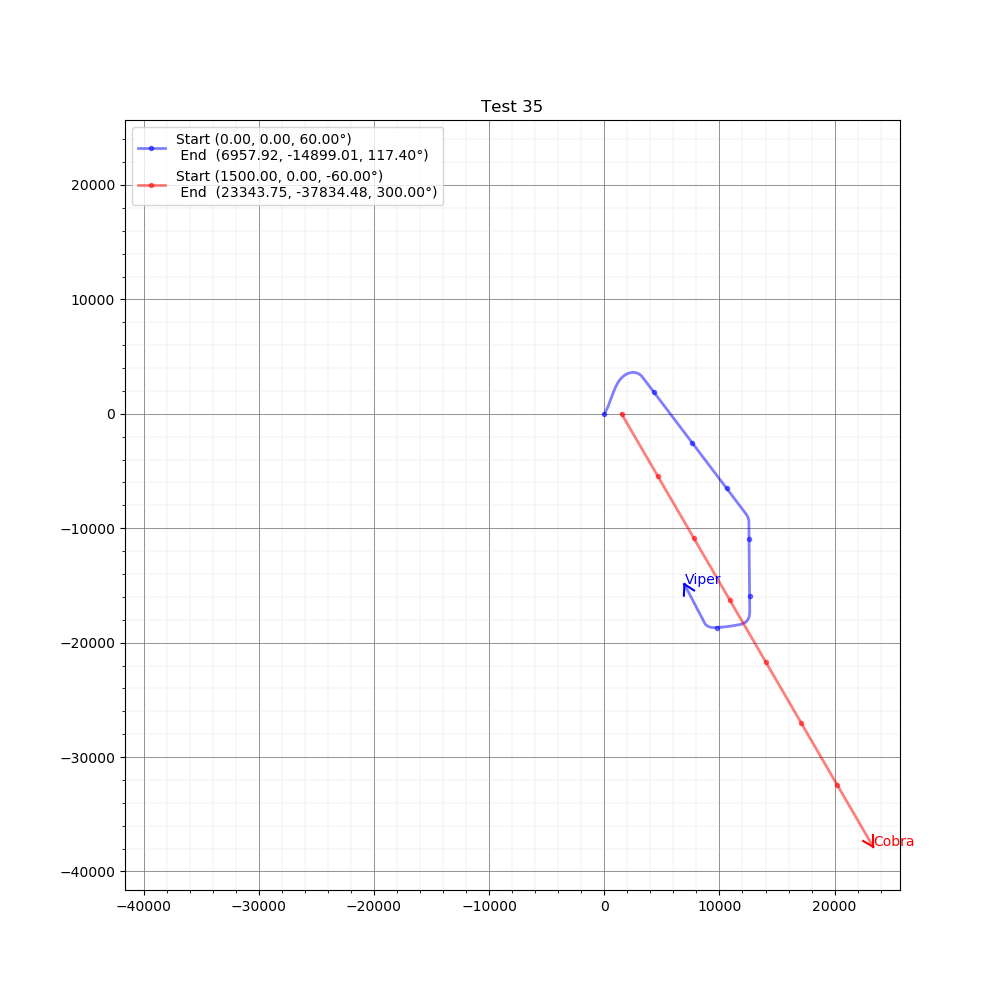 Test 35
Start (0.00, 0.00, 60.00°)
End (6957.92, -14899.01, 117.40°)
Start (1500.00, 0.00, -60.00°)
End (23343.75, -37834.48, 300.00°)
20000
10000
0
−10000
−20000
−30000
−40000
Viper
Cobra
−40000 −30000 −20000 −10000 0 10000 20000